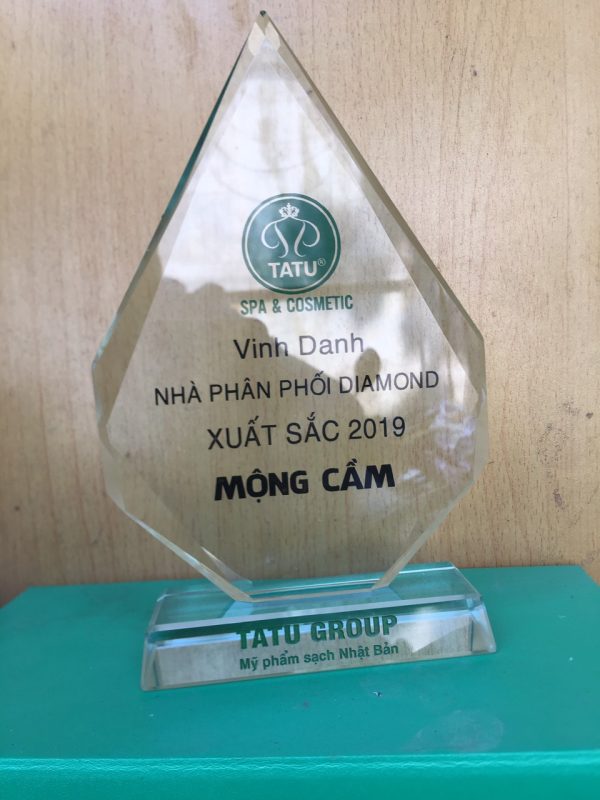 TATU®
SPA & COSMETIC
Vinh Danh
NHÀ PHÂN PHỐI DIAMOND
XUẤT SẮC 2019
MỘNG CẦM
TATU GROUP
Mỹ phẩm sạch Nhật Bản